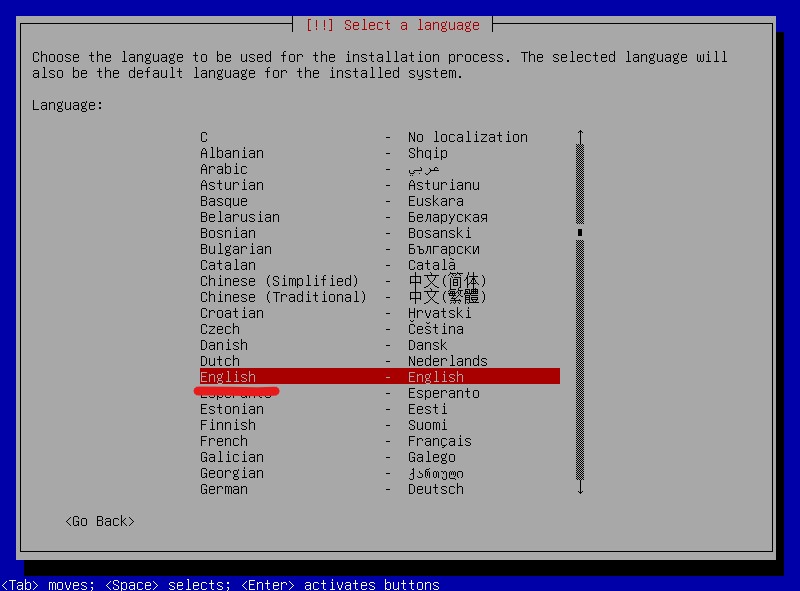 [!!] Select a language
Choose the language to be used for the installation process. The selected language will
also be the default language for the installed system.
Language:
C - No localization
Albanian - Shqip
Arabic - عربي
Asturian - Asturianu
Basque - Euskara
Belarusian - Беларуская
Bosnian - Bosanski
Bulgarian - Български
Catalan - Català
Chinese (Simplified) - 中文(简体)
Chinese (Traditional) - 中文(繁體)
Croatian - Hrvatski
Czech - Čeština
Danish - Dansk
Dutch - Nederlands
English - English
Esperanto - Esperanto
Estonian - Eesti
Finnish - Suomi
French - Français
Galician - Galego
Georgian - ქართული
German - Deutsch
<Go Back>
<Tab> moves; <Space> selects; <Enter> activates buttons